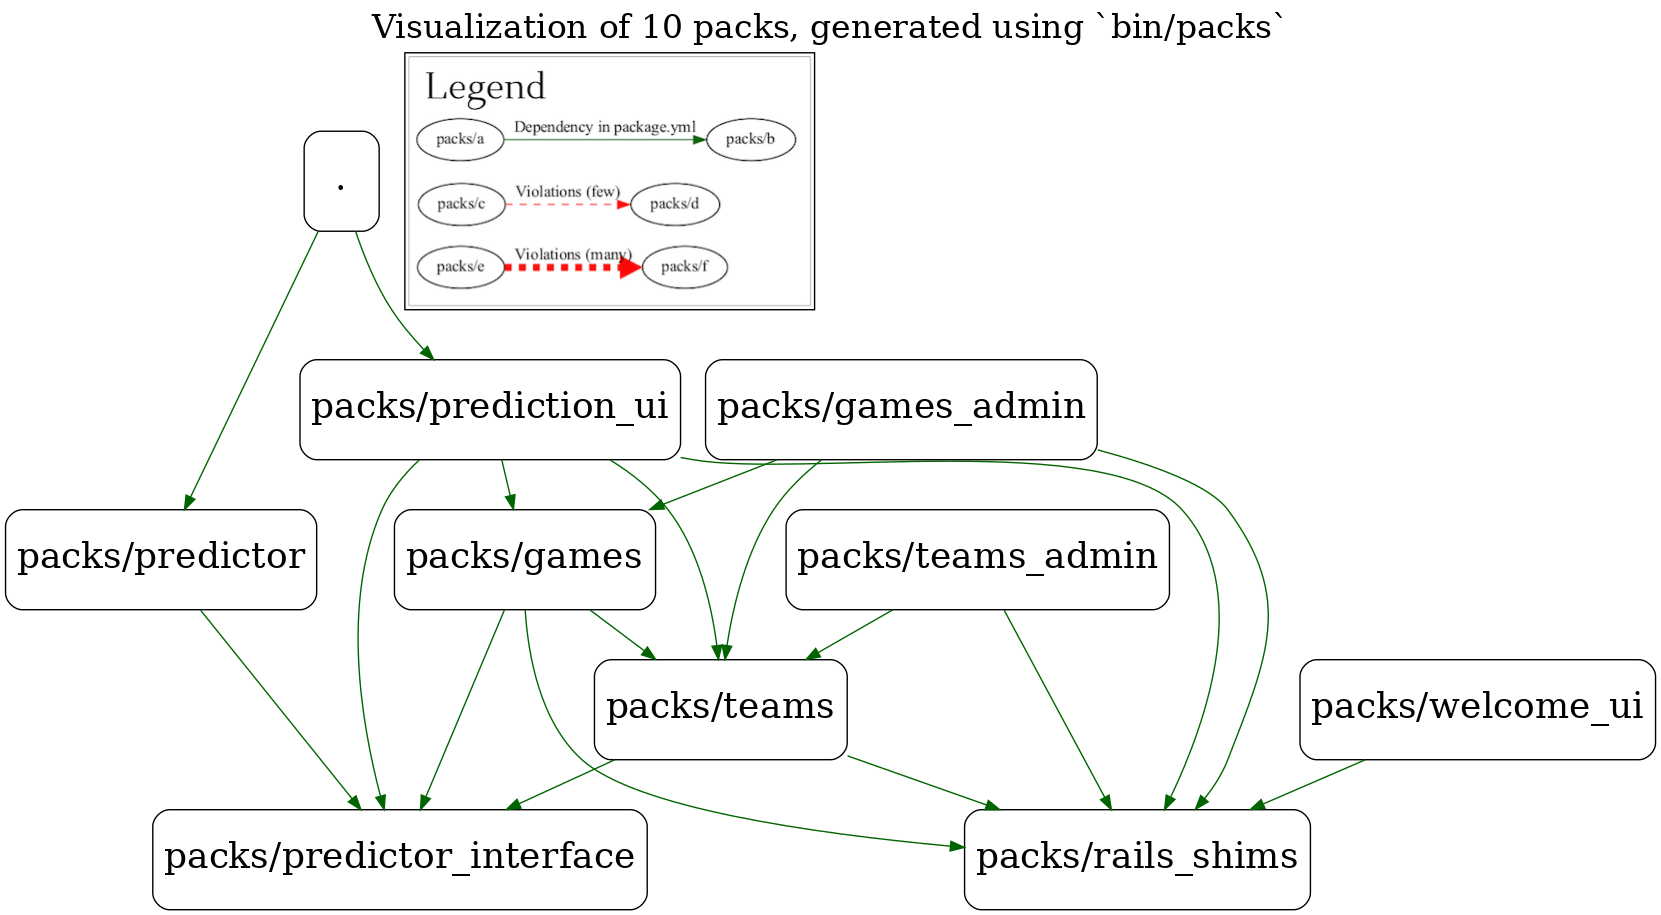 Visualization of 10 packs, generated using `bin/packs`
Legend
packs/a Dependency in package.yml packs/b
packs/c Violations (few) packs/d
packs/e Violations (many) packs/f
.
packs/prediction_ui packs/games_admin
packs/predictor packs/games packs/teams_admin
packs/teams packs/welcome_ui
packs/predictor_interface packs/rails_shims